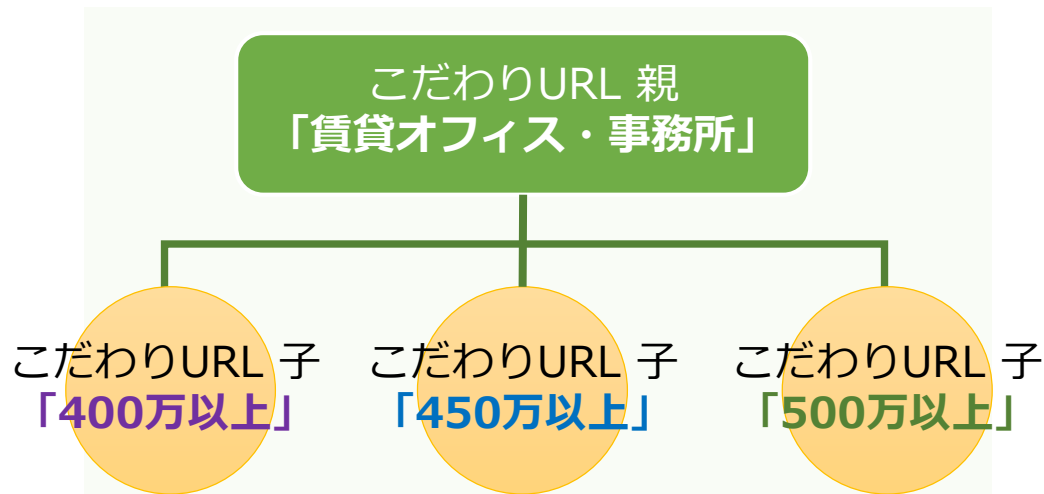 こだわりURL 親
「賃貸オフィス・事務所」
こだわりURL 子
「400万以上」
こだわりURL 子
「450万以上」
こだわりURL 子
「500万以上」